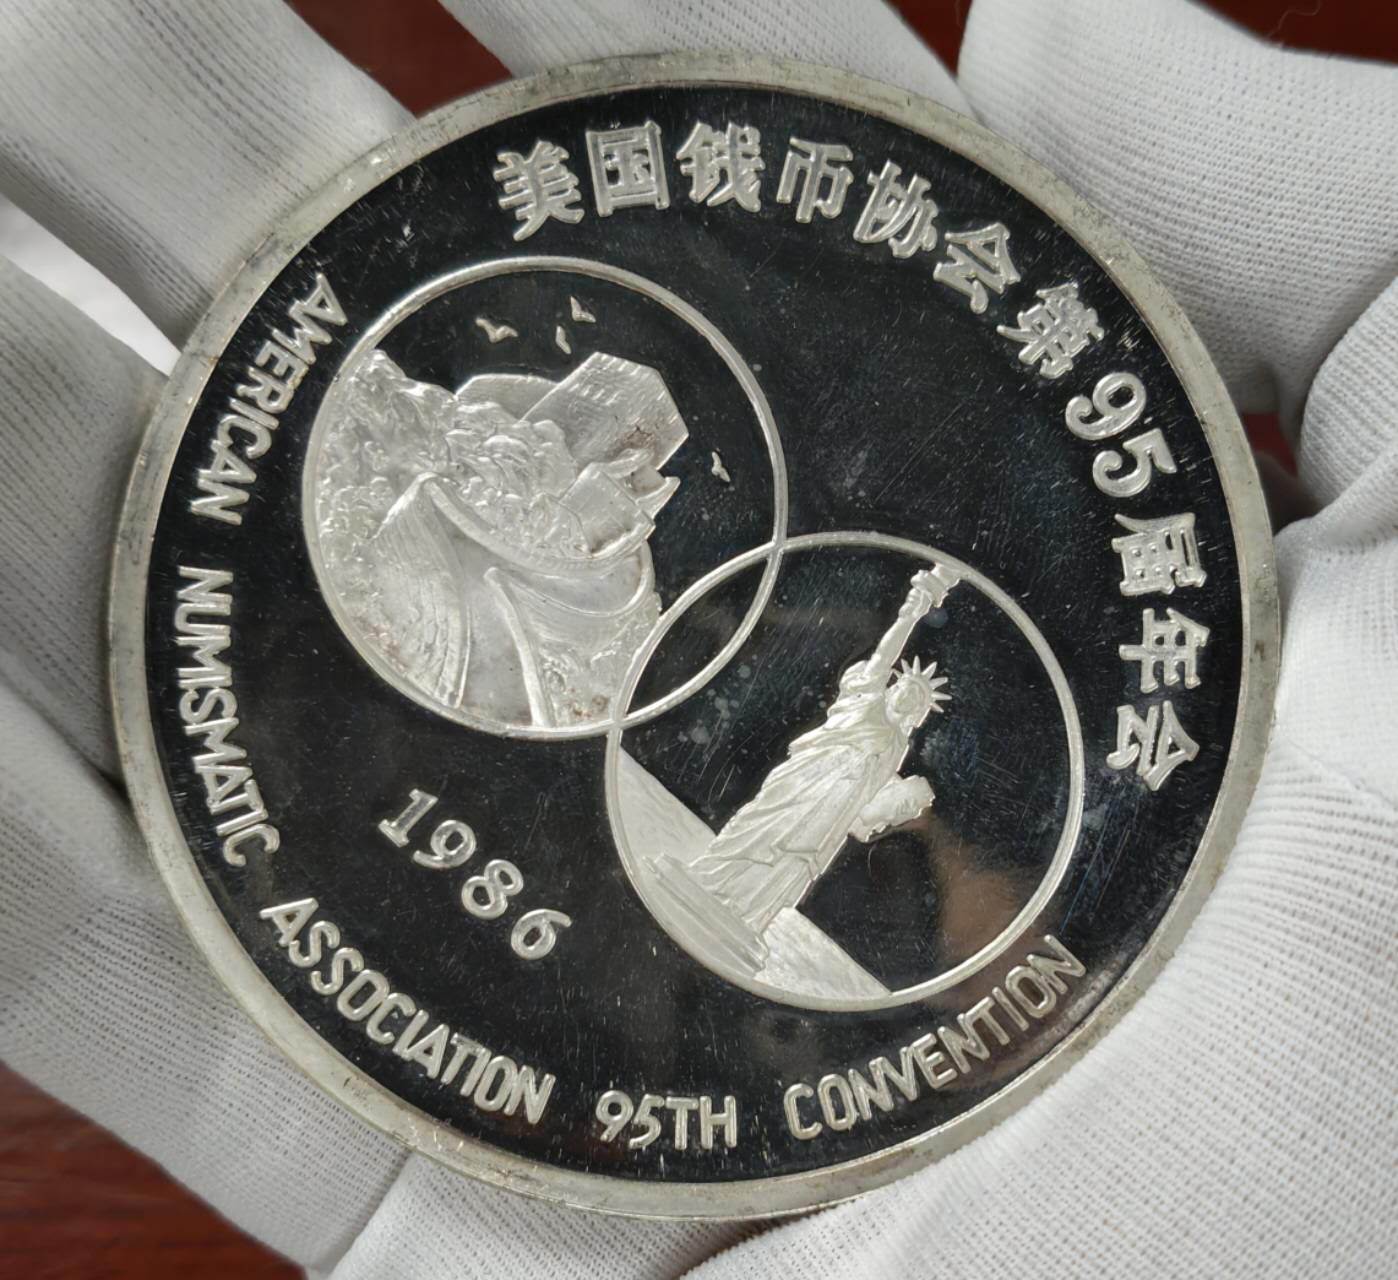 美国钱币协会第95届年会
1986
AMERICAN NUMISMATIC ASSOCIATION 95TH CONVENTION